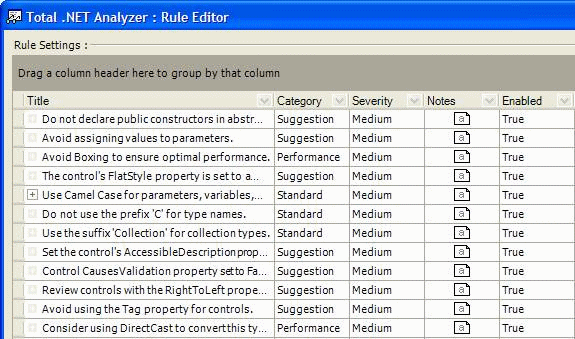 Total .NET Analyzer : Rule Editor
Rule Settings :
Drag a column header here to group by that column
Title Category Severity Notes Enabled
Do not declare public constructors in abstr... Suggestion Medium a True
Avoid assigning values to parameters. Suggestion Medium a True
Avoid Boxing to ensure optimal performance. Performance Medium a True
The control's FlatStyle property is set to a... Suggestion Medium a True
Use Camel Case for parameters, variables,... Standard Medium a True
Do not use the prefix 'C' for type names. Standard Medium a True
Use the suffix 'Collection' for collection types. Standard Medium a True
Set the control's AccessibleDescription prop... Suggestion Medium a True
Control CausesValidation property set to Fa... Suggestion Medium a True
Review controls with the RightToLeft prope... Suggestion Medium a True
Avoid using the Tag property for controls. Suggestion Medium a True
Consider using DirectCast to convert this ty... Performance Medium a True